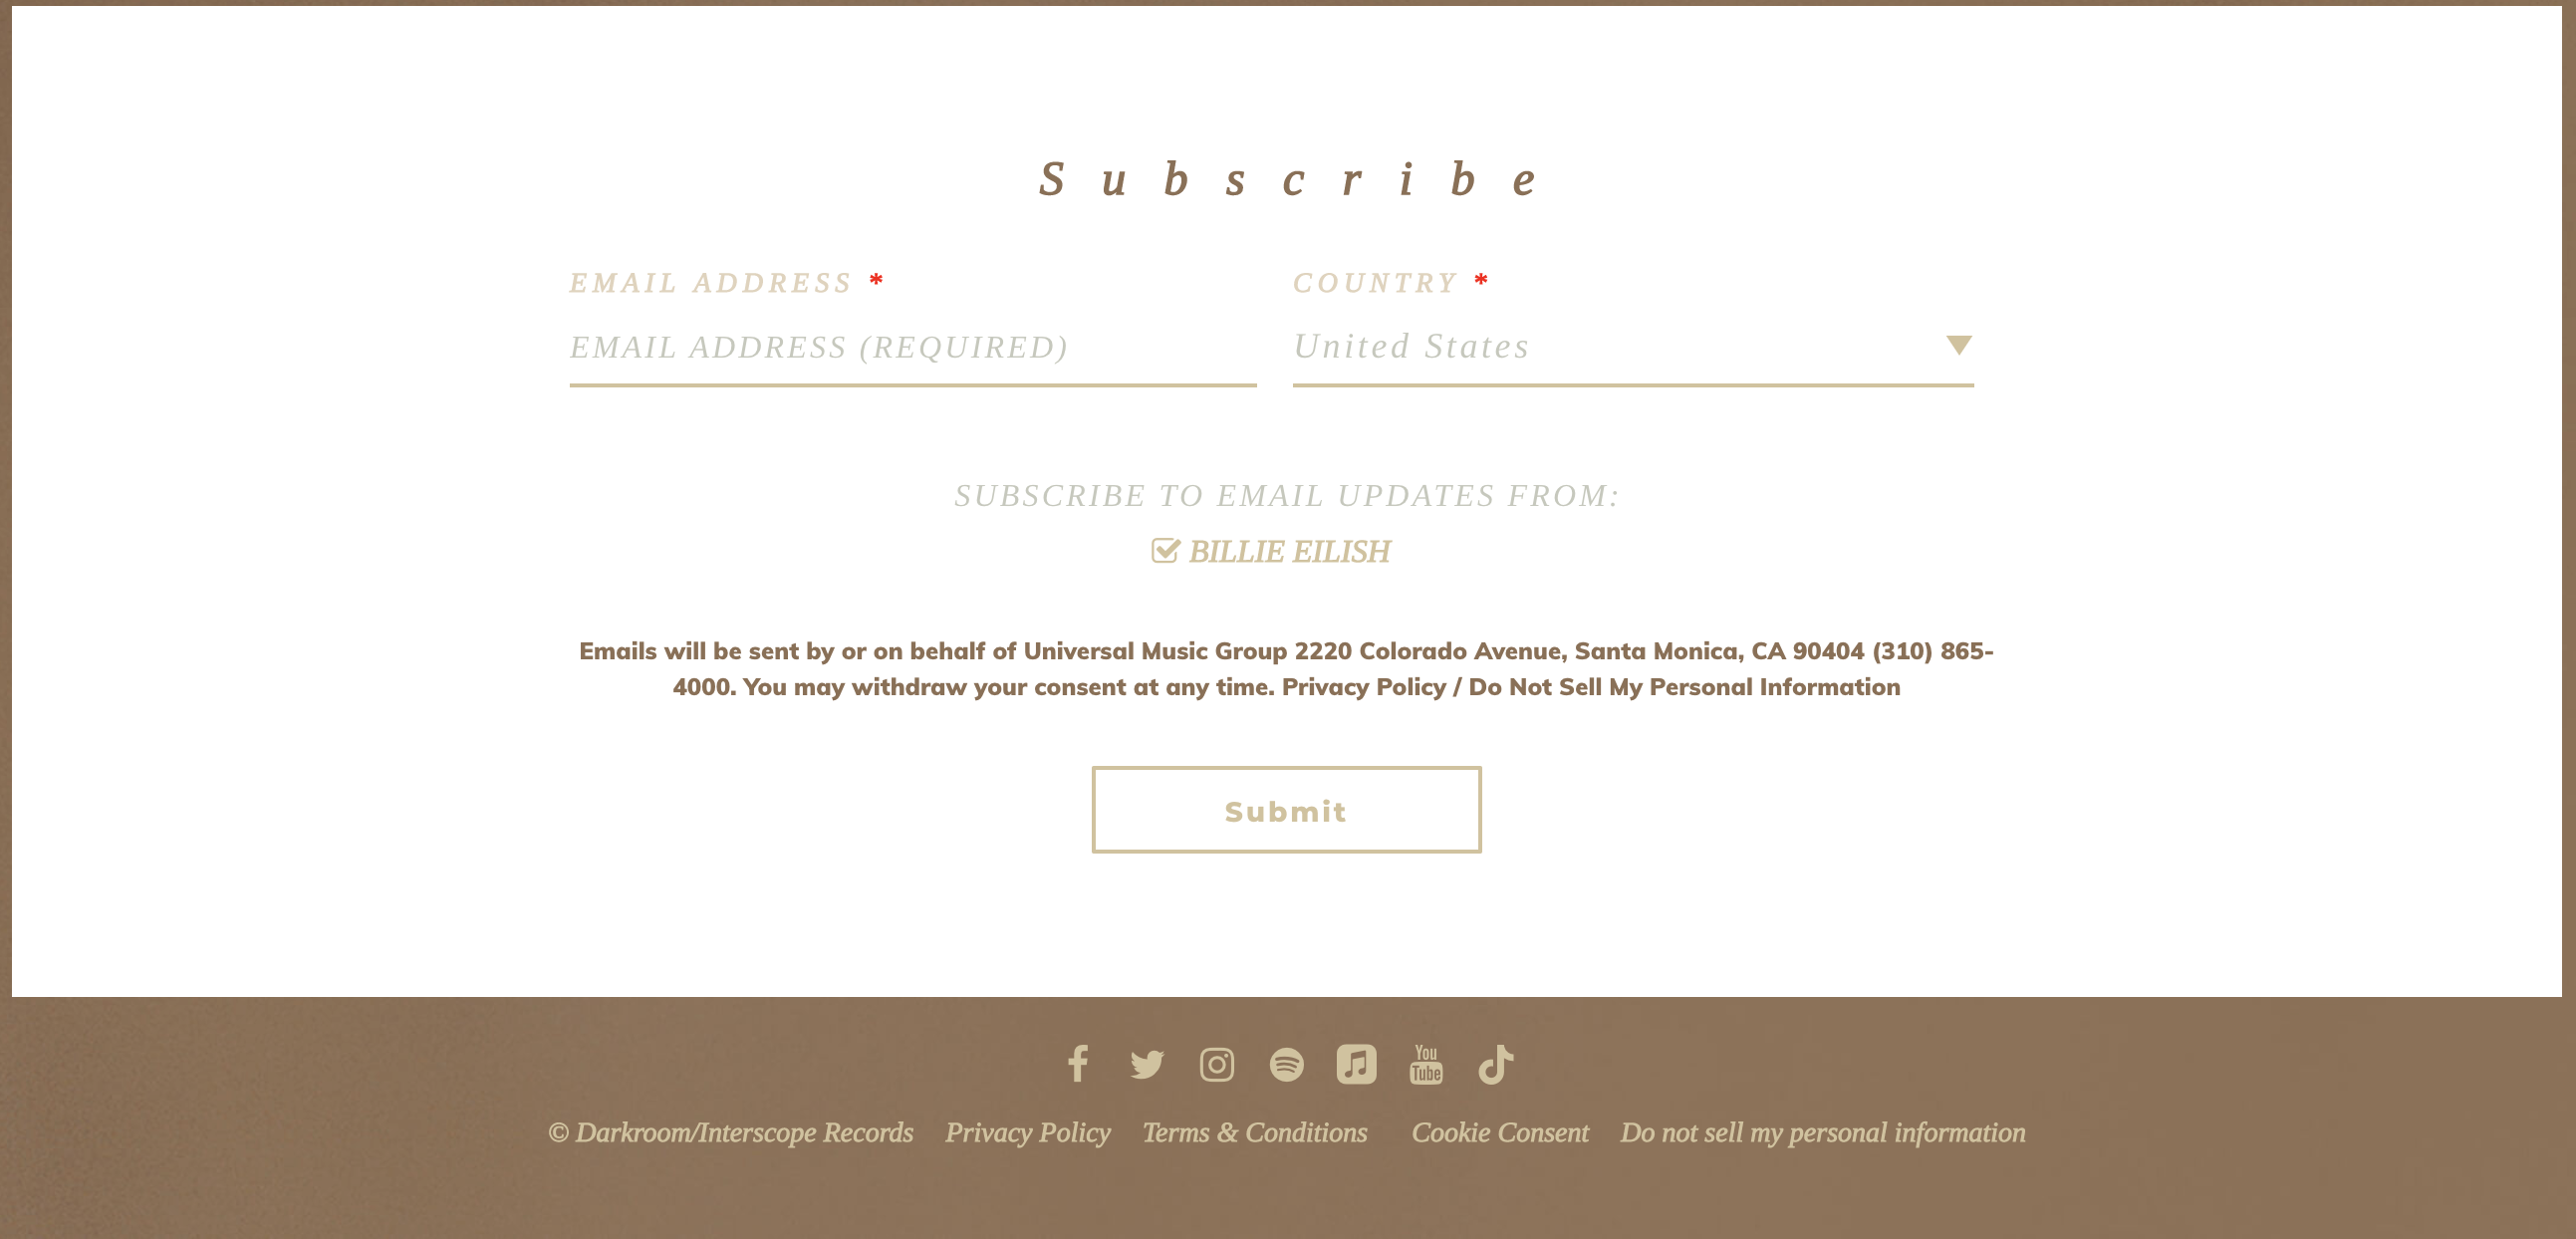 Subscribe
EMAIL ADDRESS *
COUNTRY *
EMAIL ADDRESS (REQUIRED)
United States
SUBSCRIBE TO EMAIL UPDATES FROM:
BILLIE EILISH
Emails will be sent by or on behalf of Universal Music Group 2220 Colorado Avenue, Santa Monica, CA 90404 (310) 865-
4000. You may withdraw your consent at any time. Privacy Policy / Do Not Sell My Personal Information
Submit
You
Tube
© Darkroom/Interscope Records Privacy Policy Terms & Conditions Cookie Consent Do not sell my personal information